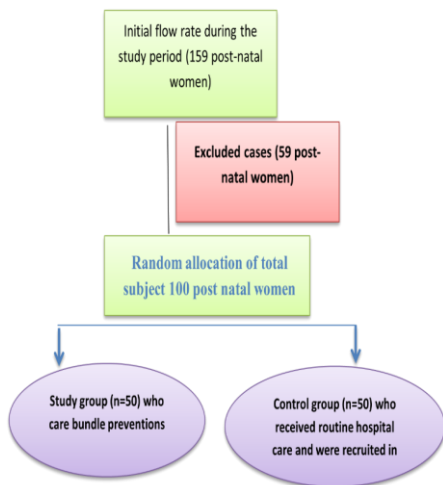 Initial flow rate during the
study period (159 post-natal
women)
Excluded cases (59 post-
natal women)
Random allocation of total
subject 100 post natal women
Study group (n=50) who
care bundle preventions
Control group (n=50) who
received routine hospital
care and were recruited in